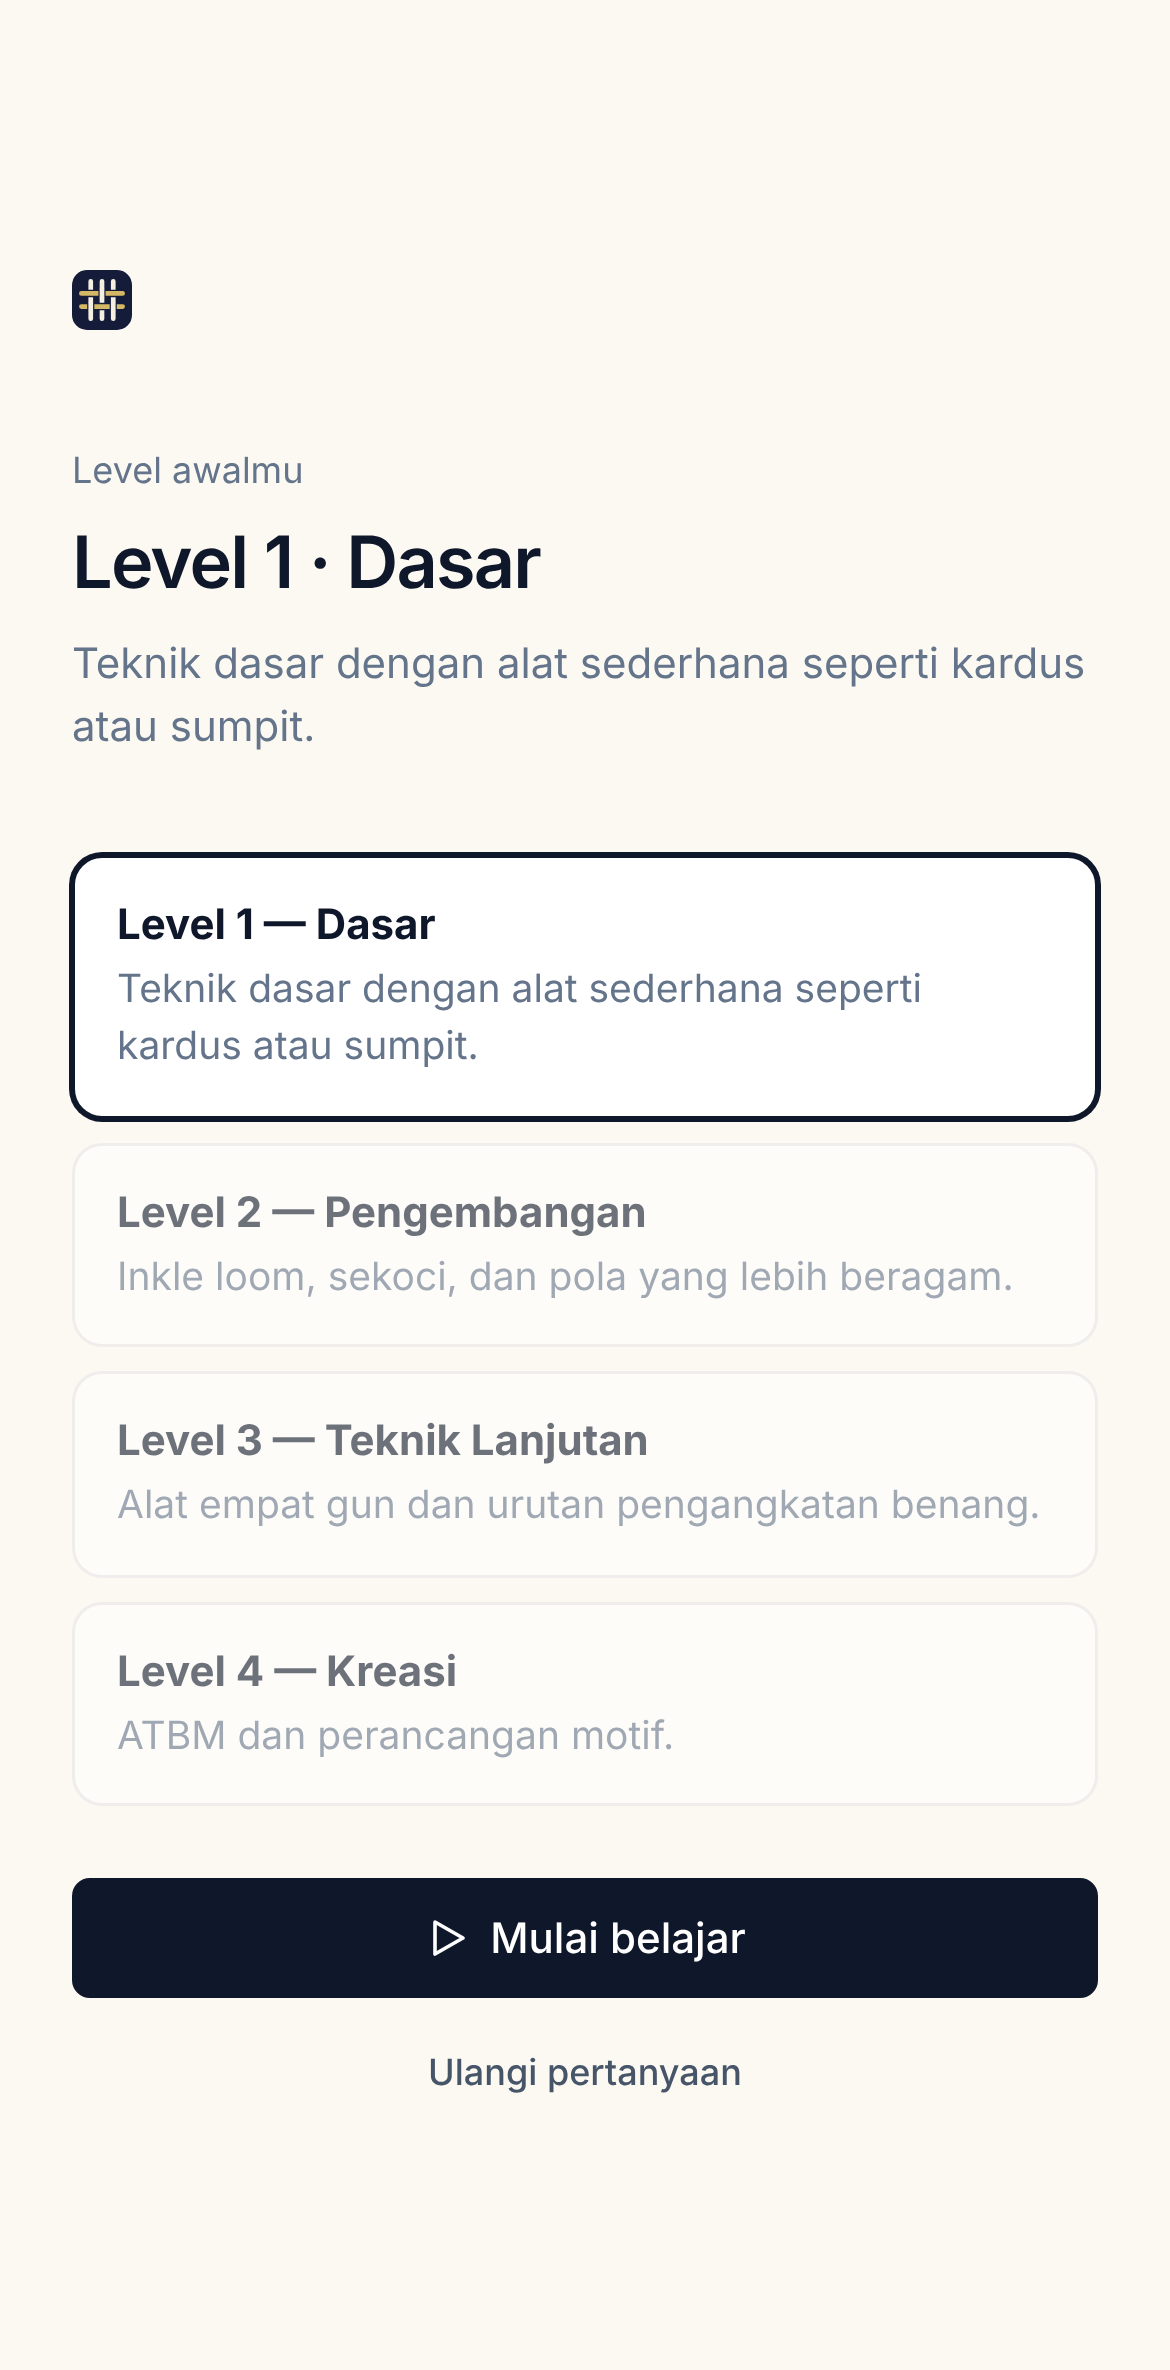 Level awalmu
Level 1 · Dasar
Teknik dasar dengan alat sederhana seperti kardus
atau sumpit.
Level 1 — Dasar
Teknik dasar dengan alat sederhana seperti
kardus atau sumpit.
Level 2 — Pengembangan
Inkle loom, sekoci, dan pola yang lebih beragam.
Level 3 — Teknik Lanjutan
Alat empat gun dan urutan pengangkatan benang.
Level 4 — Kreasi
ATBM dan perancangan motif.
Mulai belajar
Ulangi pertanyaan